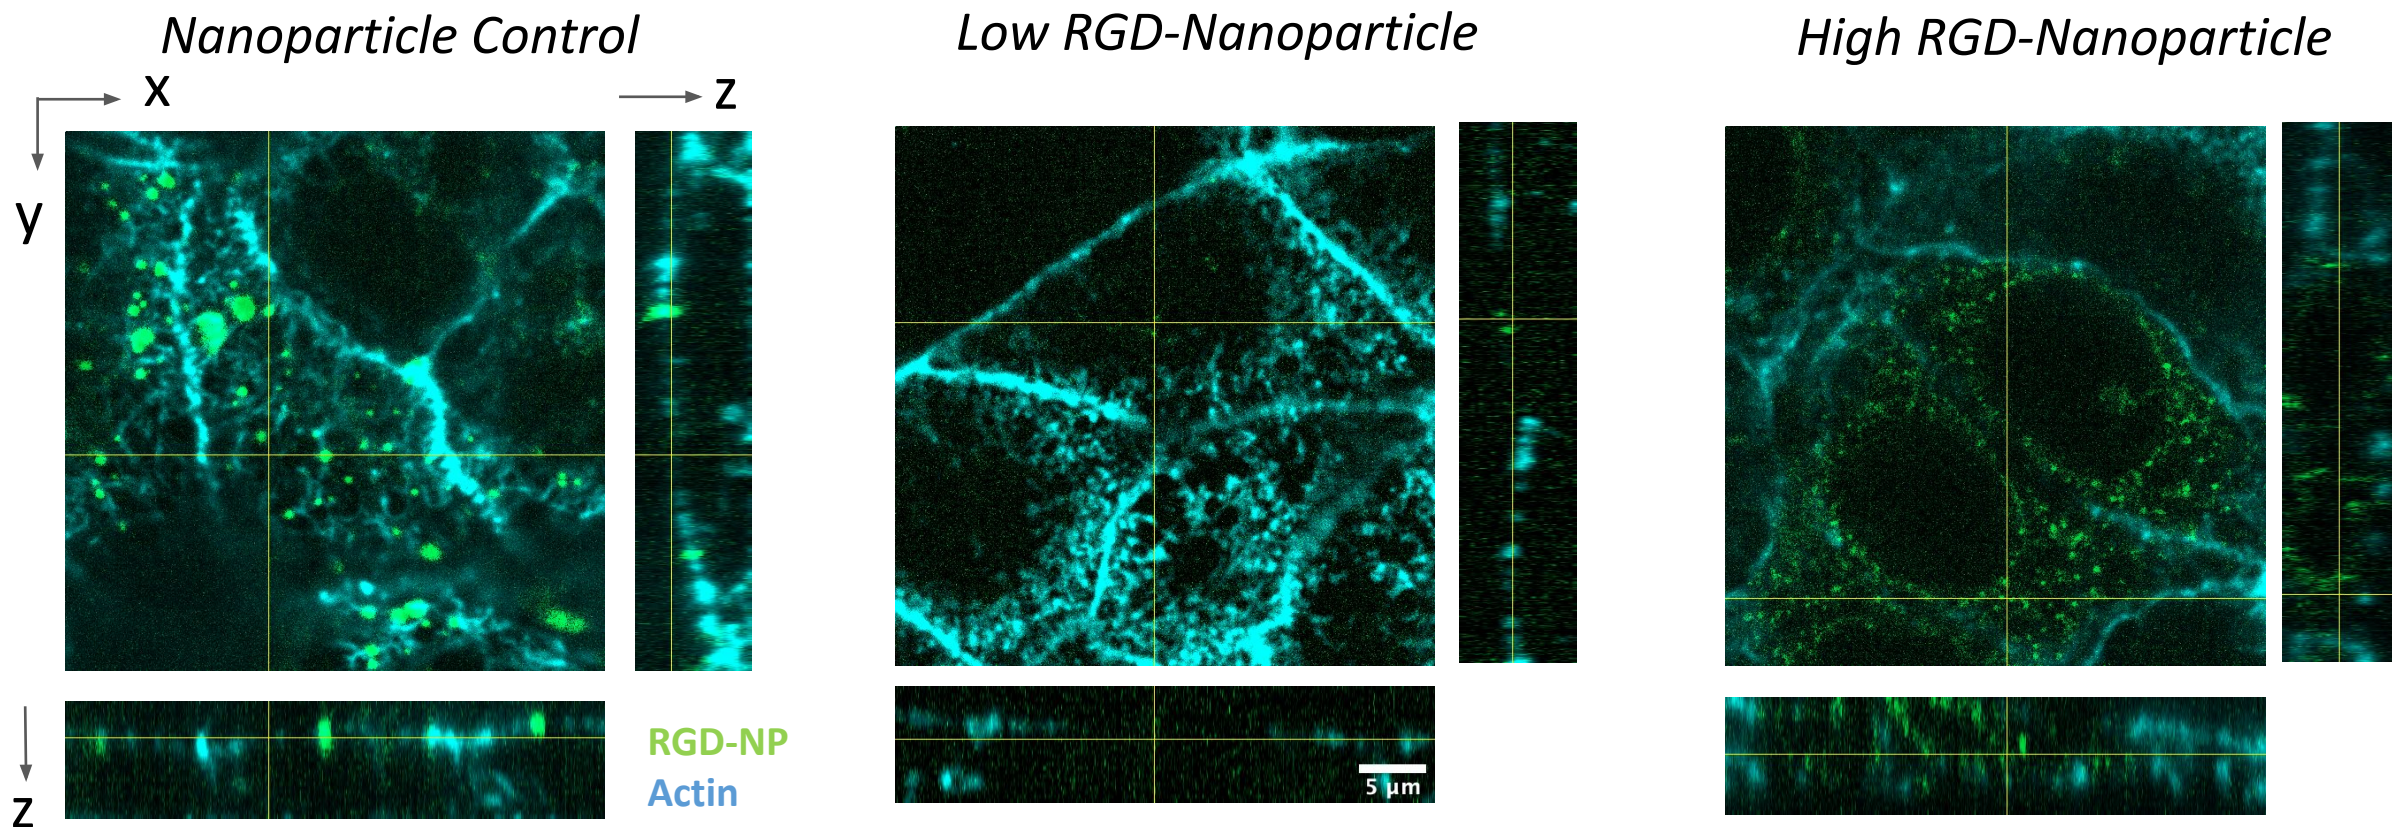 Nanoparticle Control
Low RGD-Nanoparticle
High RGD-Nanoparticle
x
z
y
z
RGD-NP
Actin
5 µm